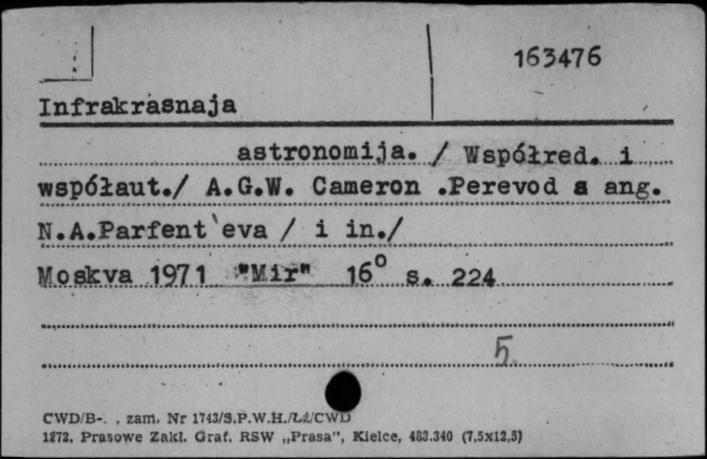 163476
Infrakrasnaja
astronomija. / Współred. i
współaut./ A.G.W. Cameron .Perevod s ang.
N.A.Parfent'eva / i in./
Moskva 1971 "Mir" 16° s. 224
5.
CWD/B-. , zam. Nr 1743/S.P.W.H./Łź/CWD
1272. Prasowe Zakł. Graf. RSW „Prasa”, Kielce, 483.340 (7,5x12,5)